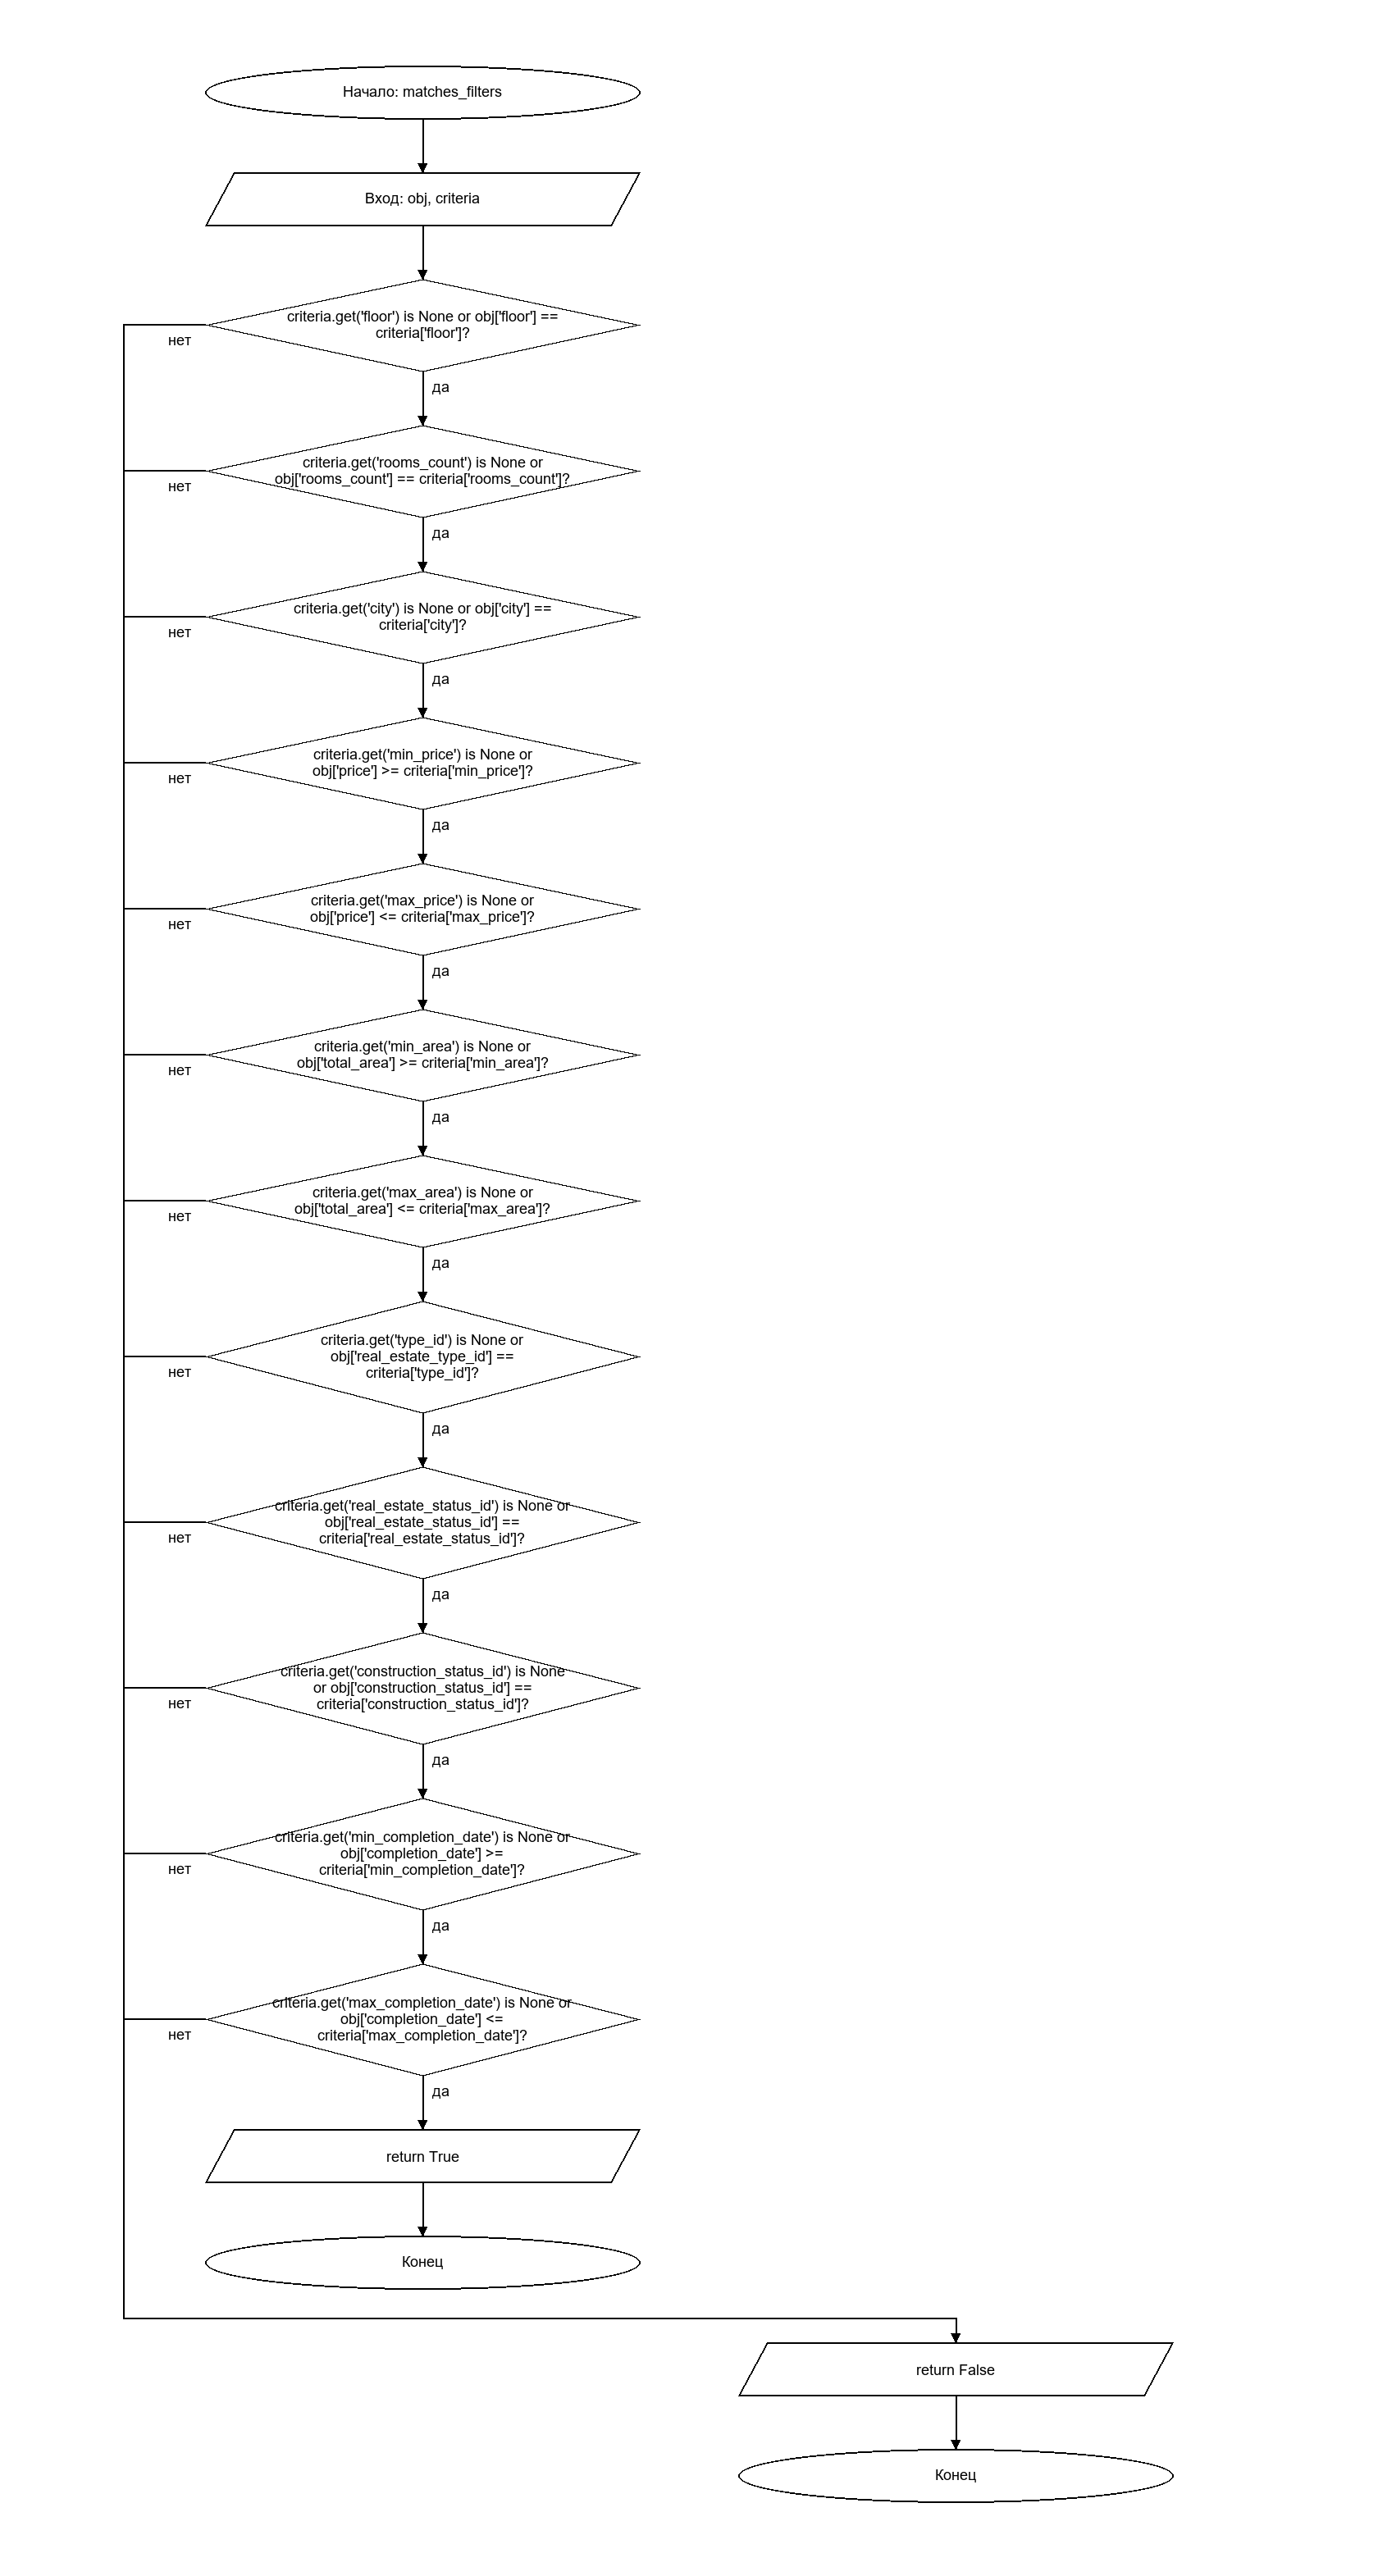 Начало: matches_filters
Вход: obj, criteria
criteria.get('floor') is None or obj['floor'] ==
criteria['floor']?
нет
да
criteria.get('rooms_count') is None or
obj['rooms_count'] == criteria['rooms_count']?
нет
да
criteria.get('city') is None or obj['city'] ==
criteria['city']?
нет
да
criteria.get('min_price') is None or
obj['price'] >= criteria['min_price']?
нет
да
criteria.get('max_price') is None or
obj['price'] <= criteria['max_price']?
нет
да
criteria.get('min_area') is None or
obj['total_area'] >= criteria['min_area']?
нет
да
criteria.get('max_area') is None or
obj['total_area'] <= criteria['max_area']?
нет
да
criteria.get('type_id') is None or
obj['real_estate_type_id'] ==
criteria['type_id']?
нет
да
criteria.get('real_estate_status_id') is None or
obj['real_estate_status_id'] ==
criteria['real_estate_status_id']?
нет
да
criteria.get('construction_status_id') is None
or obj['construction_status_id'] ==
criteria['construction_status_id']?
нет
да
criteria.get('min_completion_date') is None or
obj['completion_date'] >=
criteria['min_completion_date']?
нет
да
criteria.get('max_completion_date') is None or
obj['completion_date'] <=
criteria['max_completion_date']?
нет
да
return True
Конец
return False
Конец